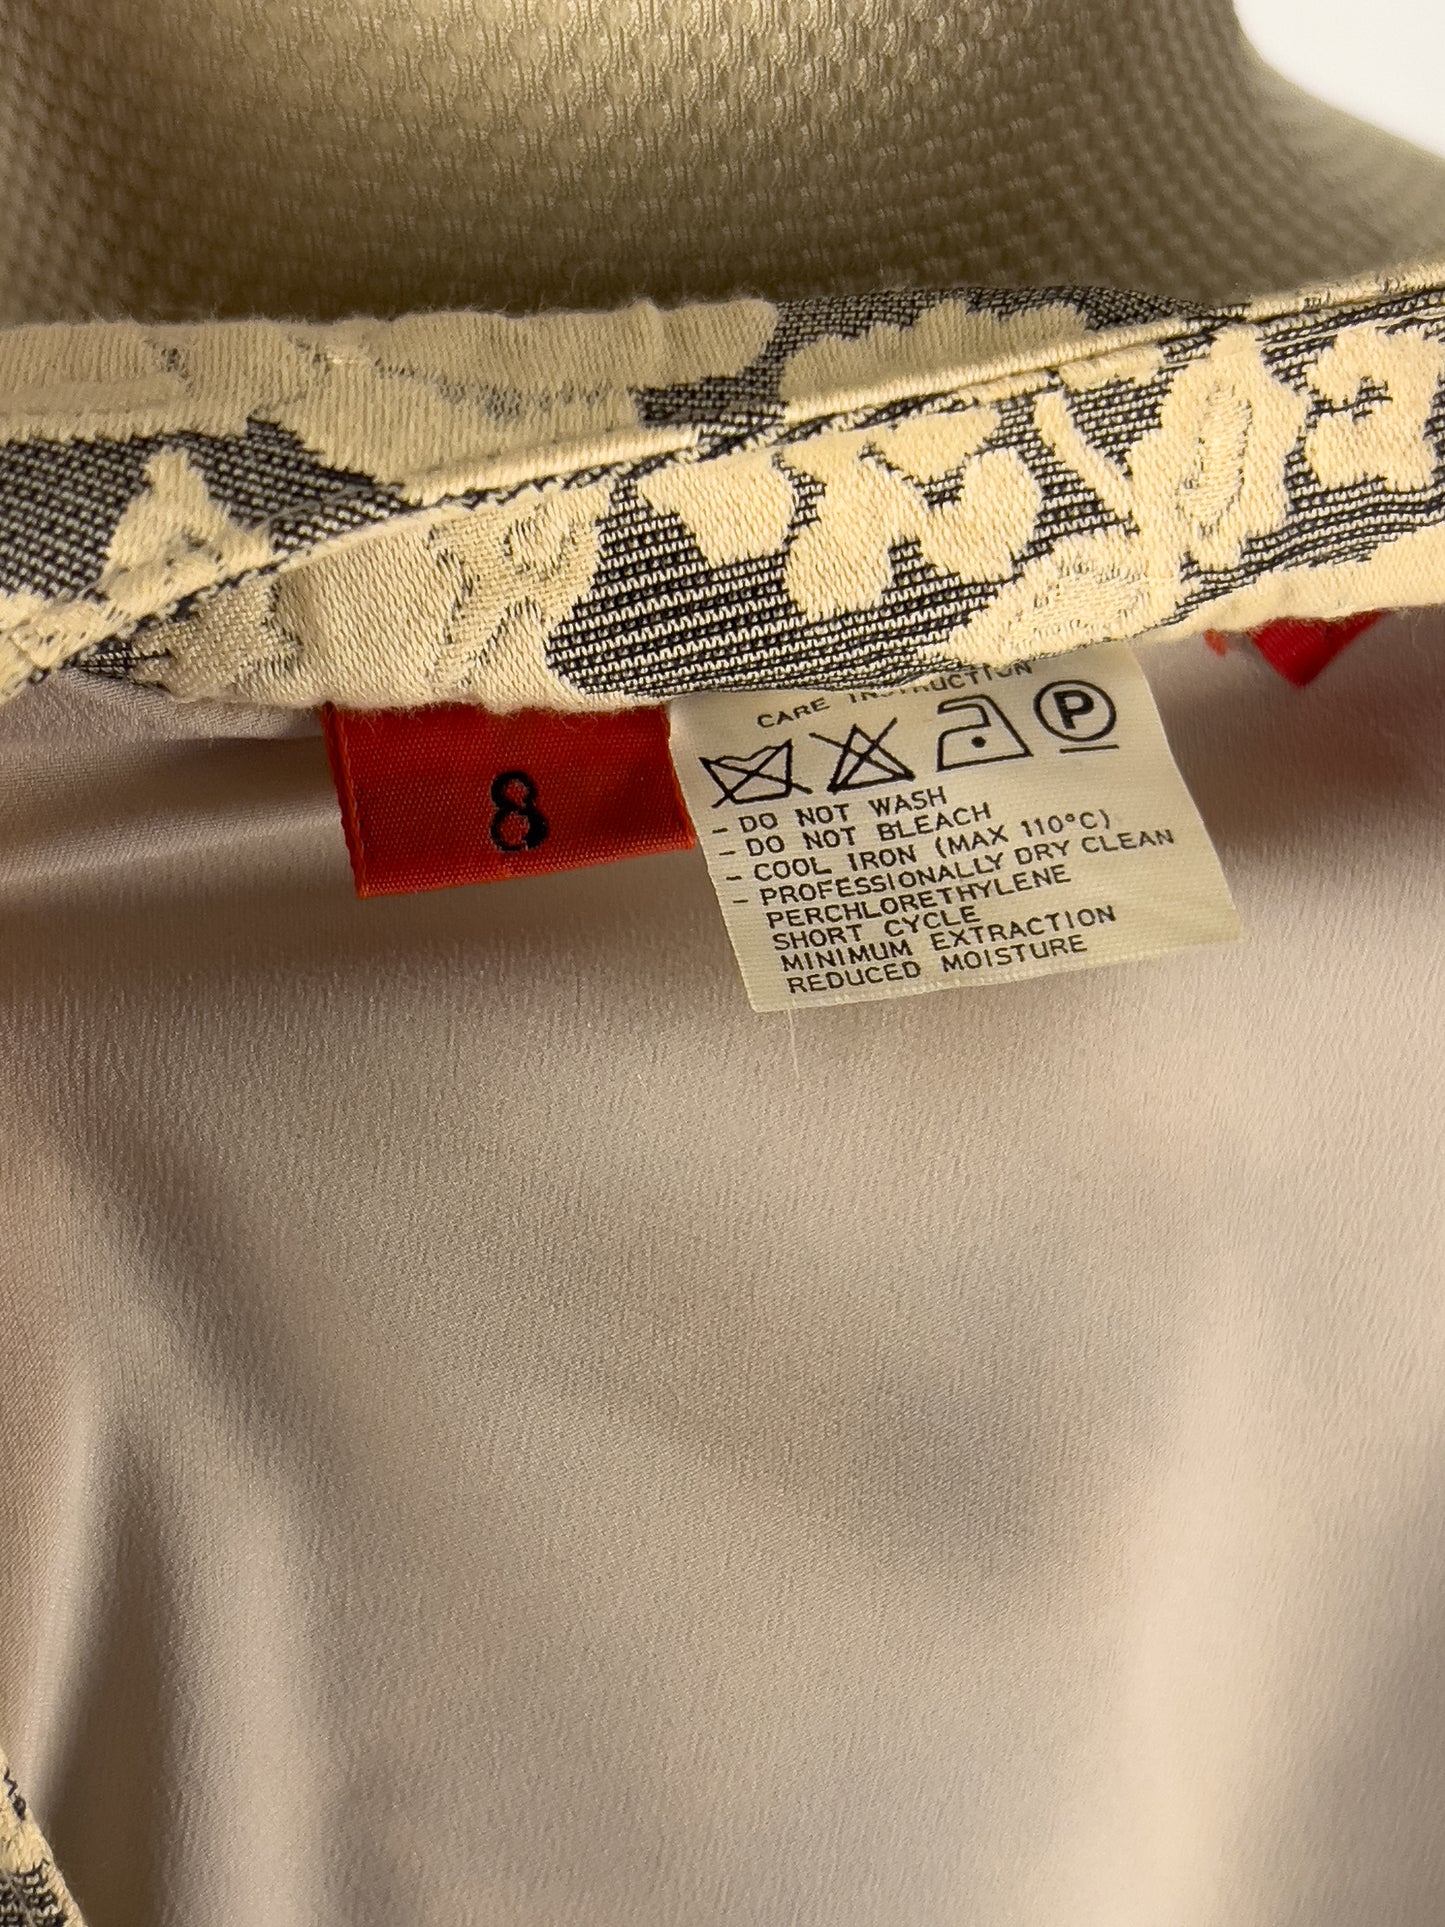 8
CARE INSTRUCTION
P
- DO NOT WASH
- DO NOT BLEACH
- COOL IRON (MAX 110°C)
- PROFESSIONALLY DRY CLEAN
PERCHLORETHYLENE
SHORT CYCLE
MINIMUM EXTRACTION
REDUCED MOISTURE